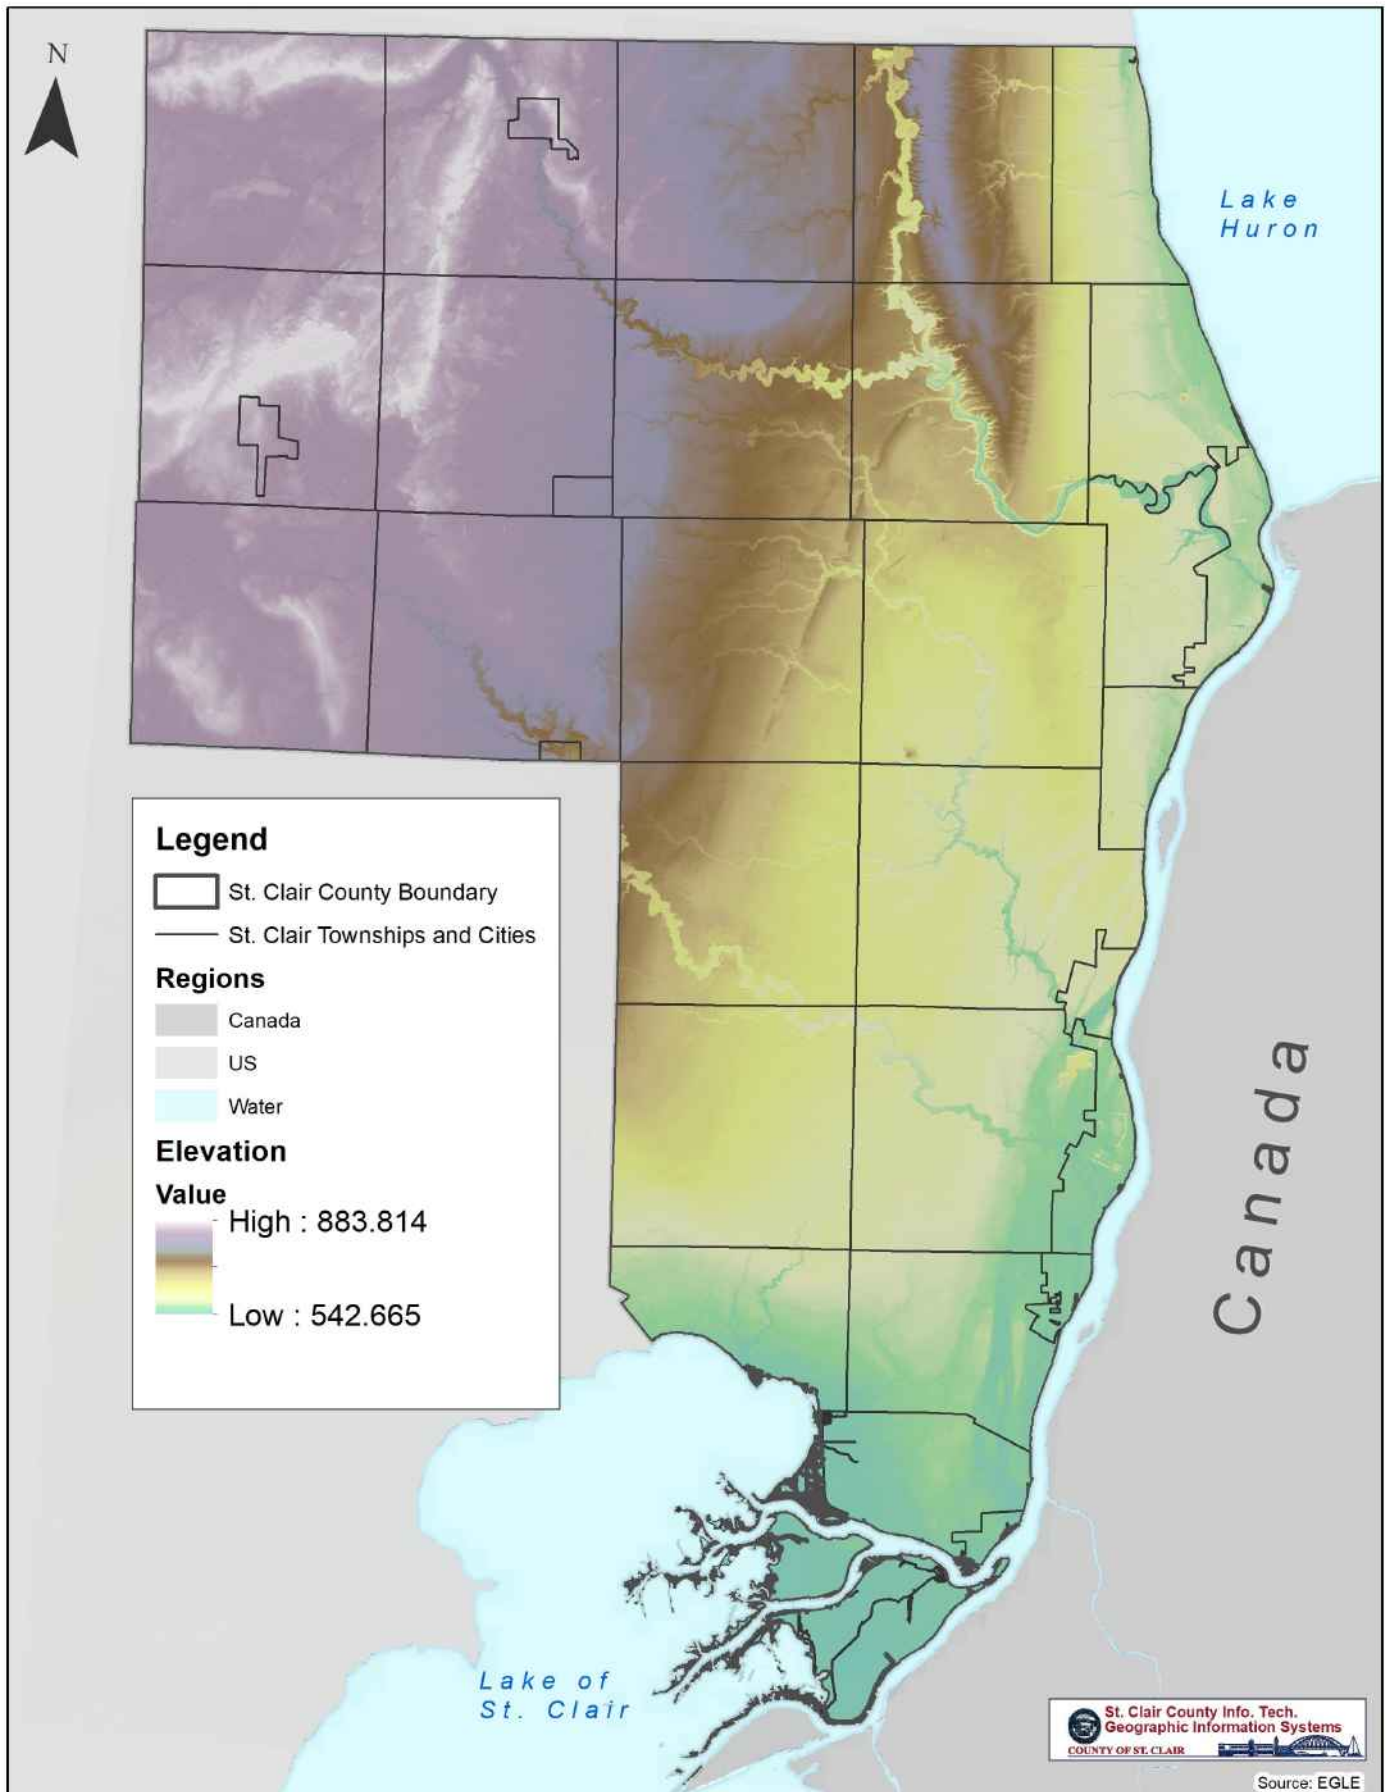 N
Lake
Huron
Legend
St. Clair County Boundary
St. Clair Townships and Cities
Regions
Canada
US
Water
Elevation
Value
High : 883.814
Low : 542.665
Canada
Lake of
St. Clair
St. Clair County Info. Tech.
Geographic Information Systems
COUNTY OF ST. CLAIR
Source: EGLE